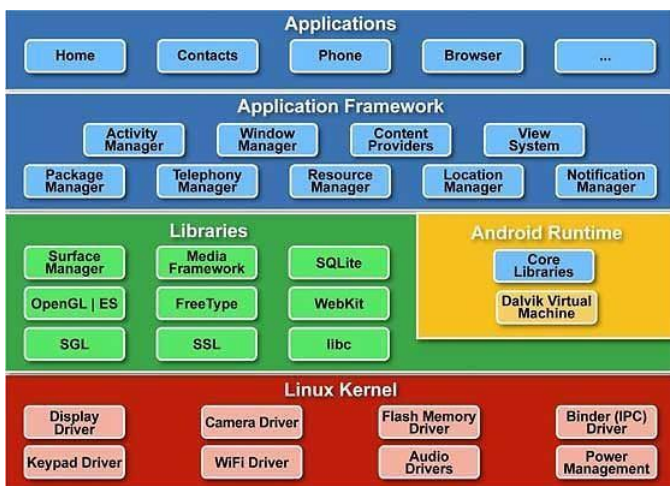 Applications
Home
Contacts
Phone
Browser
...
Application Framework
Activity
Manager
Window
Manager
Content
Providers
View
System
Package
Manager
Telephony
Manager
Resource
Manager
Location
Manager
Notification
Manager
Libraries
Surface
Manager
Media
Framework
SQLite
OpenGL | ES
FreeType
WebKit
SGL
SSL
libc
Android Runtime
Core
Libraries
Dalvik Virtual
Machine
Linux Kernel
Display
Driver
Camera Driver
Flash Memory
Driver
Binder (IPC)
Driver
Keypad Driver
WiFi Driver
Audio
Drivers
Power
Management